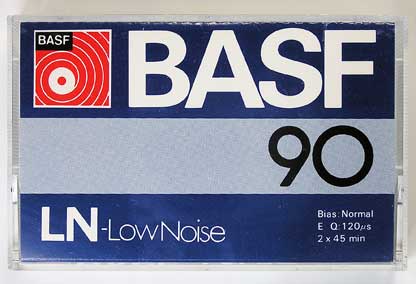 BASF
BASF
90
LN-LowNoise
Bias: Normal
E Q: 120µs
2 x 45 min